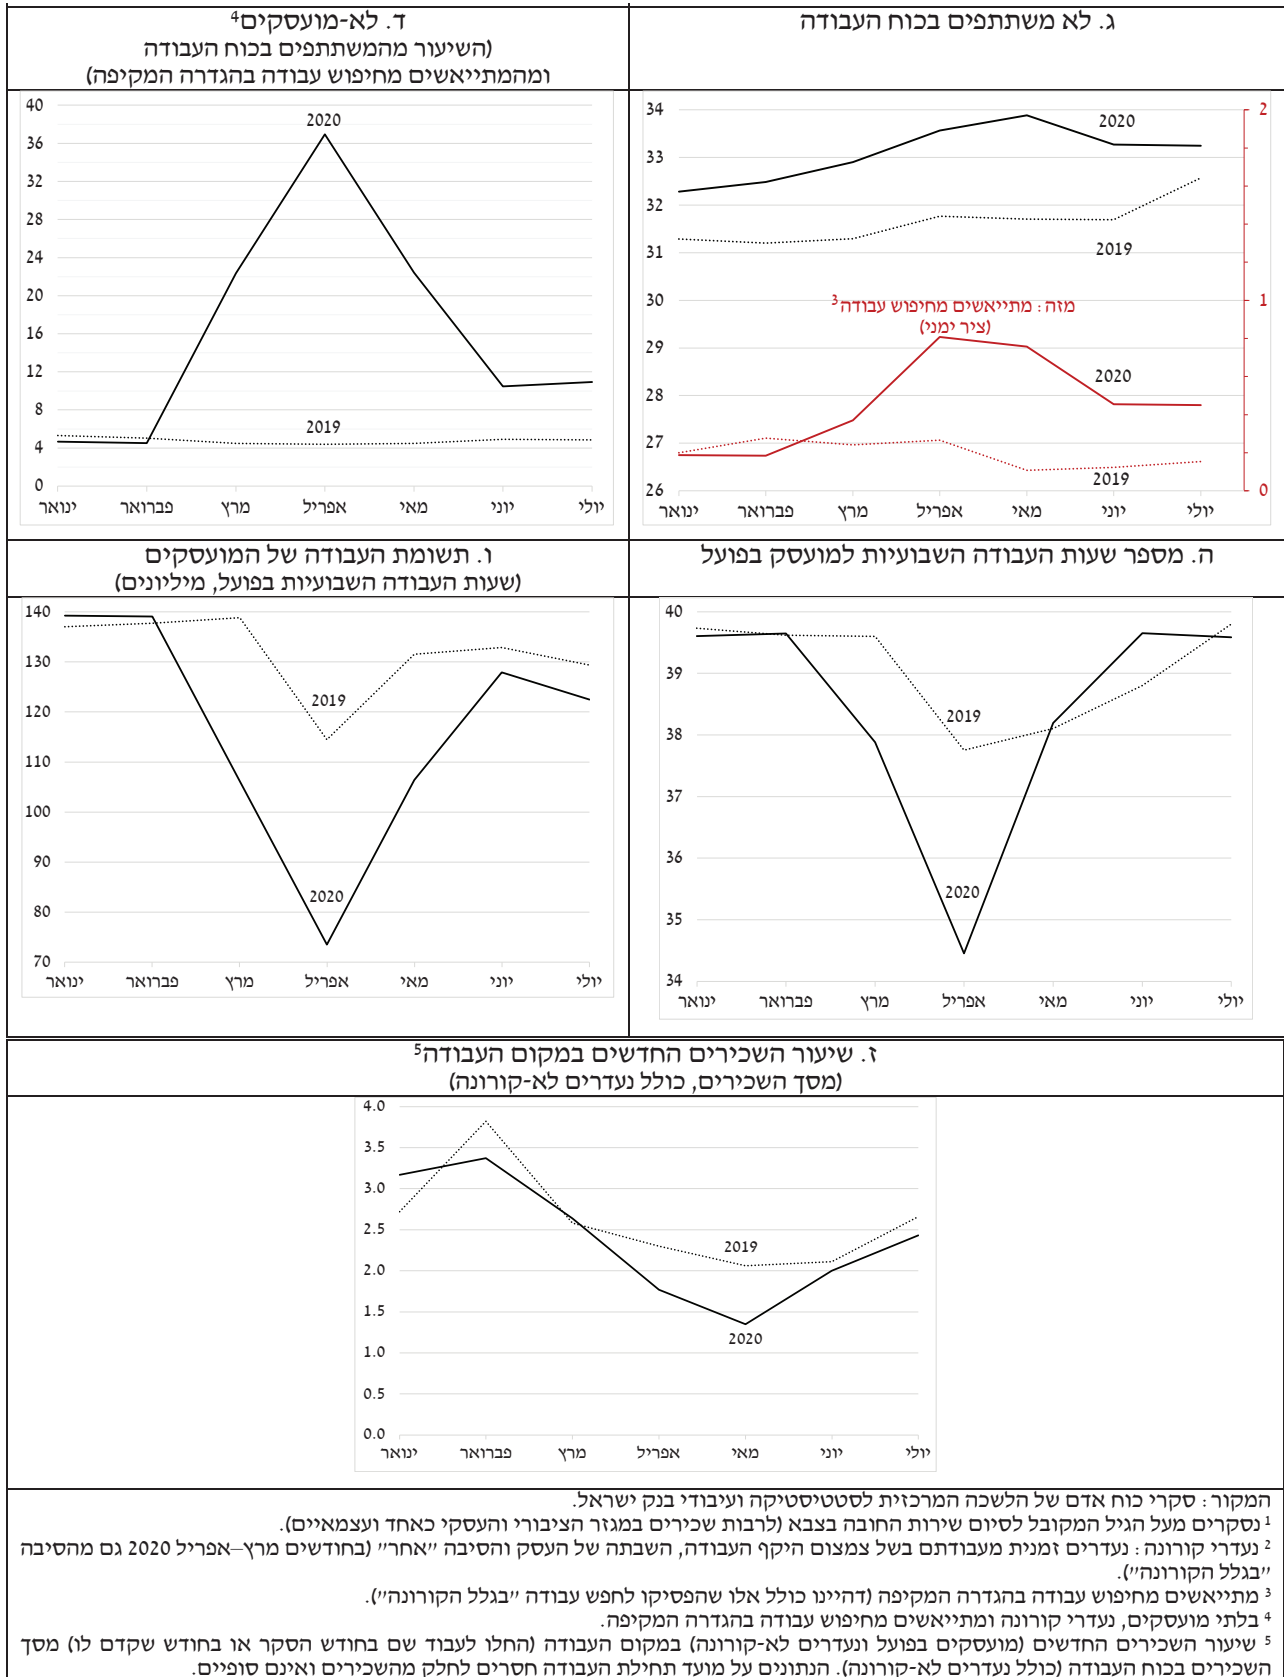 ג. לא משתתפים בכוח העבודה
34
33
32
31
30
29
28
27
26
2
1
0
2020
2019
מזה: מתייאשים מחיפוש עבודה³
(ציר ימני)
2020
2019
ינואר פברואר מרץ אפריל מאי יוני יולי
ד. לא-מועסקים⁴
(השיעור מהמשתתפים בכוח העבודה
ומהמתייאשים מחיפוש עבודה בהגדרה המקיפה)
40
36
32
28
24
20
16
12
8
4
0
2020
2019
ינואר פברואר מרץ אפריל מאי יוני יולי
ה. מספר שעות העבודה השבועיות למועסק בפועל
40
39
38
37
36
35
34
2019
2020
ינואר פברואר מרץ אפריל מאי יוני יולי
ו. תשומת העבודה של המועסקים
(שעות העבודה השבועיות בפועל, מיליונים)
140
130
120
110
100
90
80
70
2019
2020
ינואר פברואר מרץ אפריל מאי יוני יולי
ז. שיעור השכירים החדשים במקום העבודה⁵
(מסך השכירים, כולל נעדרים לא-קורונה)
4.0
3.5
3.0
2.5
2.0
1.5
1.0
0.5
0.0
2019
2020
ינואר פברואר מרץ אפריל מאי יוני יולי
המקור: סקרי כוח אדם של הלשכה המרכזית לסטטיסטיקה ועיבודי בנק ישראל.
¹ נסקרים מעל הגיל המקובל לסיום שירות החובה בצבא (לרבות שכירים במגזר הציבורי והעסקי כאחד ועצמאיים).
² נעדרי קורונה: נעדרים זמנית מעבודתם בשל צמצום היקף העבודה, השבתה של העסק והסיבה "אחר" (בחודשים מרץ–אפריל 2020 גם מהסיבה
"בגלל הקורונה").
³ מתייאשים מחיפוש עבודה בהגדרה המקיפה (דהיינו כולל אלו שהפסיקו לחפש עבודה "בגלל הקורונה").
⁴ בלתי מועסקים, נעדרי קורונה ומתייאשים מחיפוש עבודה בהגדרה המקיפה.
⁵ שיעור השכירים החדשים (מועסקים בפועל ונעדרים לא-קורונה) במקום העבודה (החלו לעבוד שם בחודש הסקר או בחודש שקדם לו) מסך
השכירים בכוח העבודה (כולל נעדרים לא-קורונה). הנתונים על מועד תחילת העבודה חסרים לחלק מהשכירים ואינם סופיים.